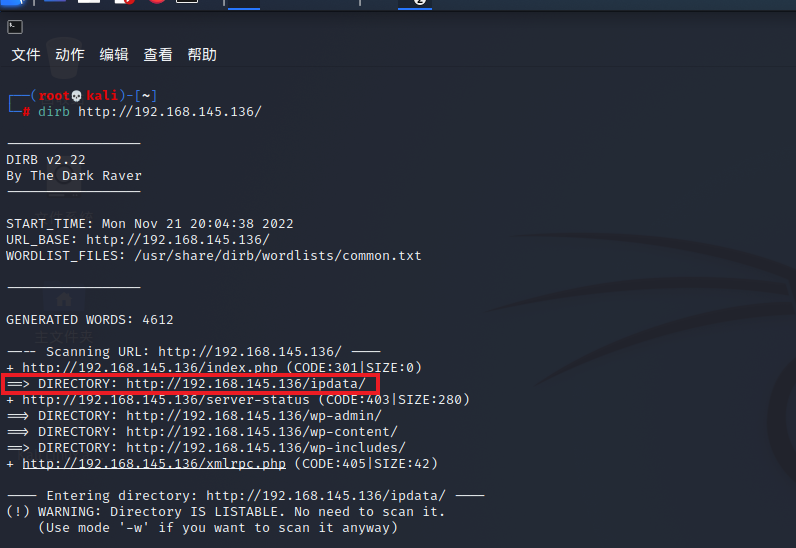 文件 动作 编辑 查看 帮助
┌──(root💀kali)-[~]
└─# dirb http://192.168.145.136/
-----------------
DIRB v2.22
By The Dark Raver
-----------------
START_TIME: Mon Nov 21 20:04:38 2022
URL_BASE: http://192.168.145.136/
WORDLIST_FILES: /usr/share/dirb/wordlists/common.txt
-----------------
GENERATED WORDS: 4612
---- Scanning URL: http://192.168.145.136/ ----
+ http://192.168.145.136/index.php (CODE:301|SIZE:0)
==> DIRECTORY: http://192.168.145.136/ipdata/
+ http://192.168.145.136/server-status (CODE:403|SIZE:280)
==> DIRECTORY: http://192.168.145.136/wp-admin/
==> DIRECTORY: http://192.168.145.136/wp-content/
==> DIRECTORY: http://192.168.145.136/wp-includes/
+ http://192.168.145.136/xmlrpc.php (CODE:405|SIZE:42)
---- Entering directory: http://192.168.145.136/ipdata/ ----
(!) WARNING: Directory IS LISTABLE. No need to scan it.
(Use mode '-w' if you want to scan it anyway)